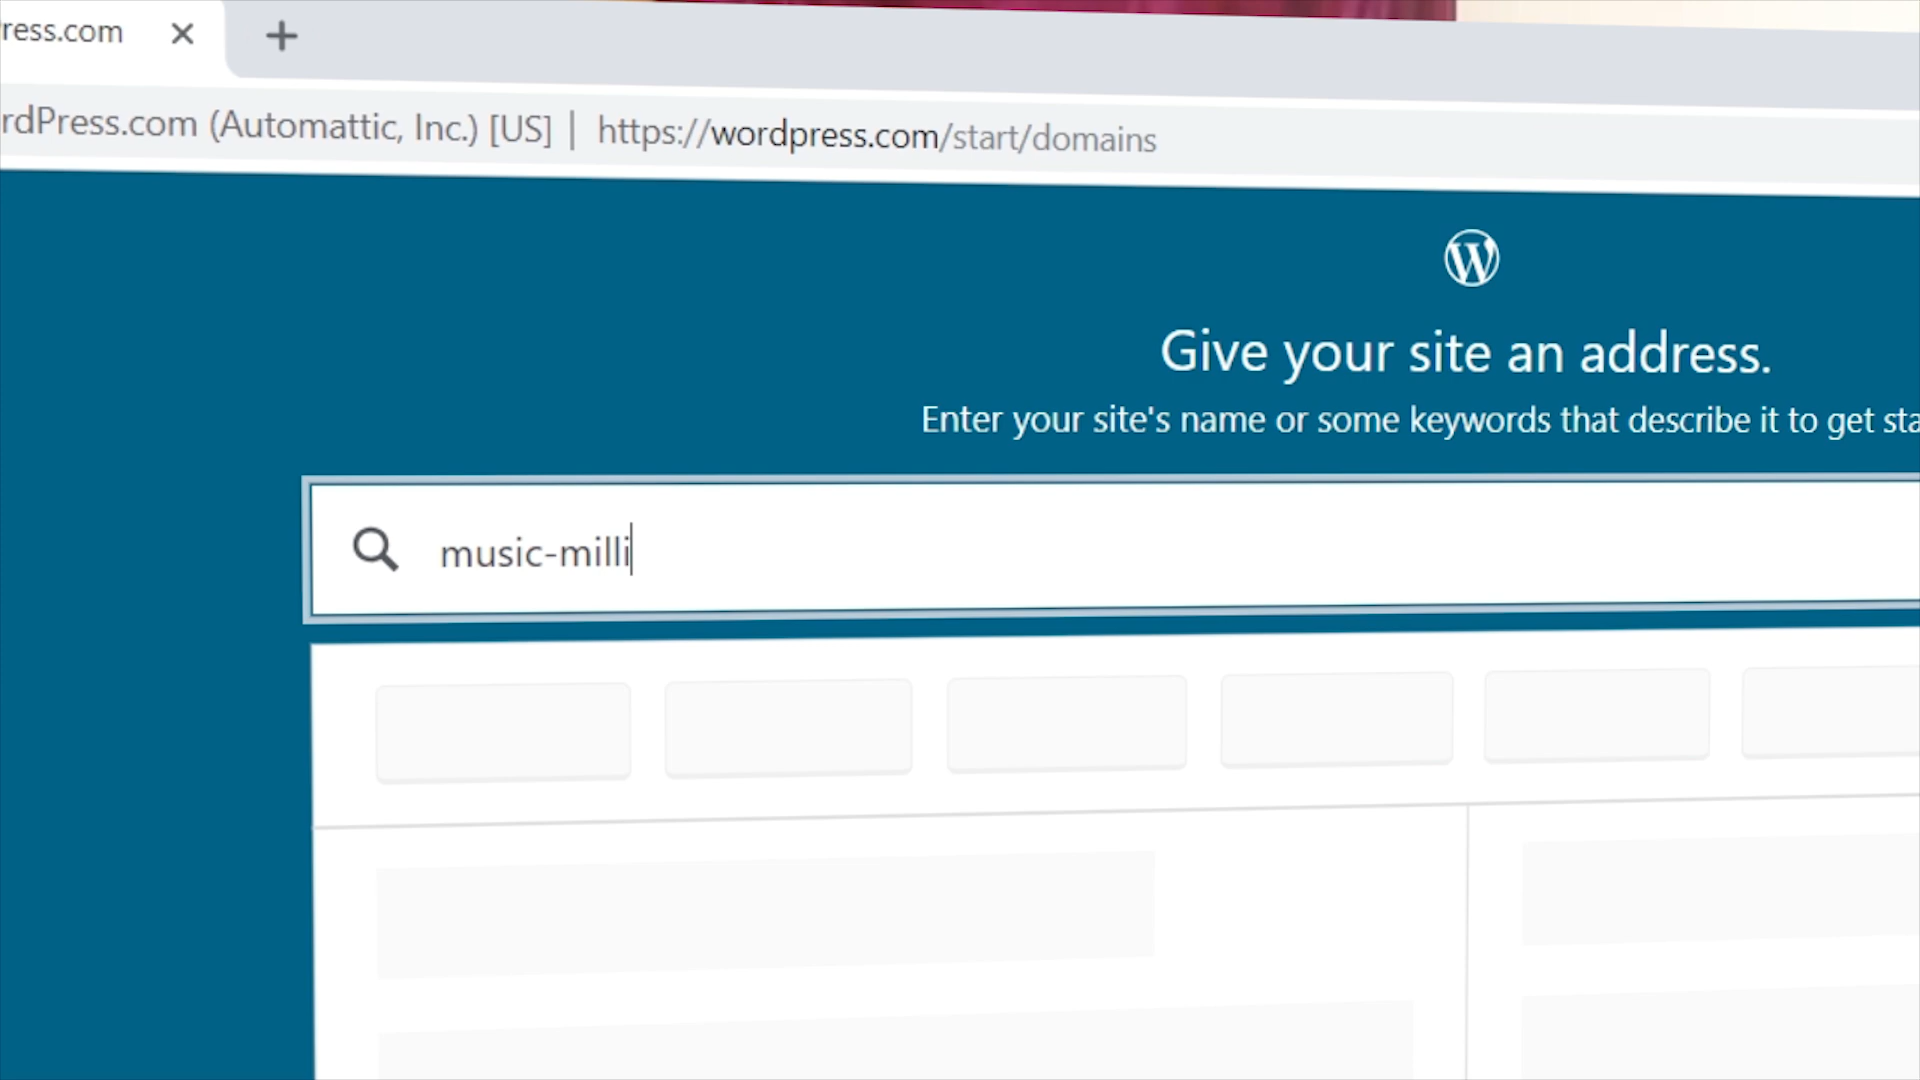 ress.com
rdPress.com (Automattic, Inc.) [US] | https://wordpress.com/start/domains
Give your site an address.
Enter your site's name or some keywords that describe it to get sta
music-milli